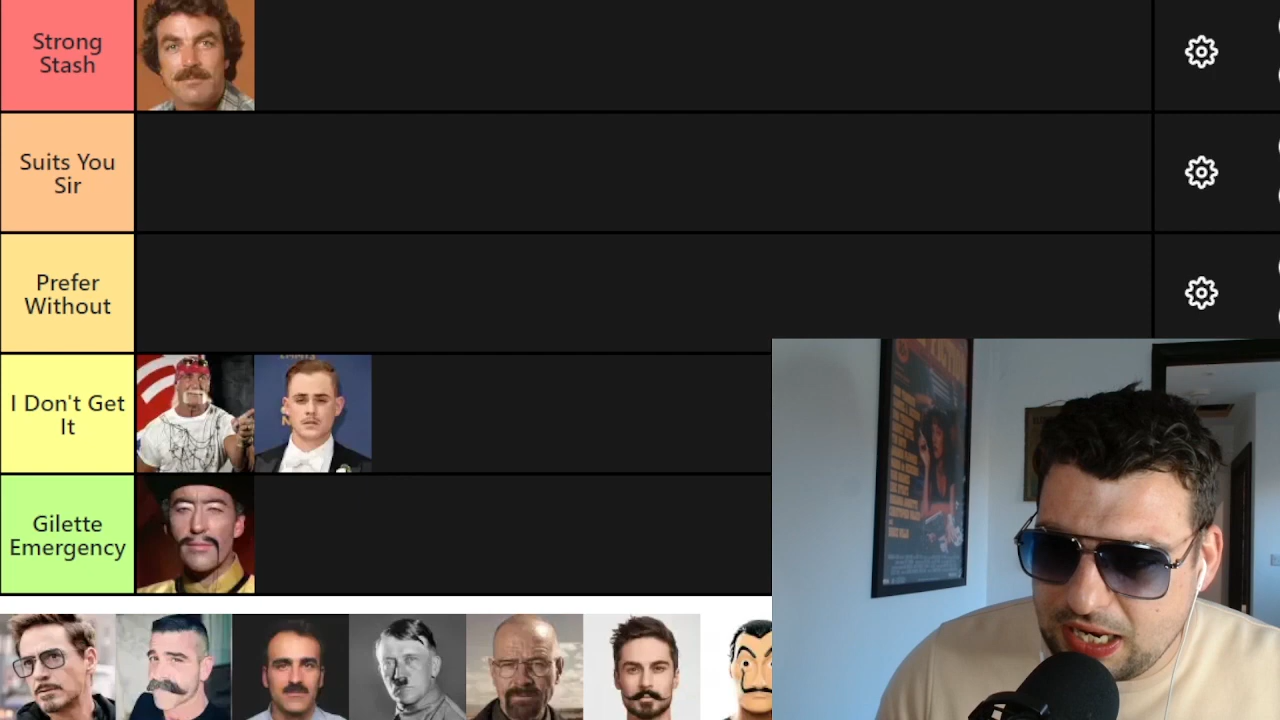 Strong
Stash
Suits You
Sir
Prefer
Without
I Don't Get
It
Gilette
Emergency